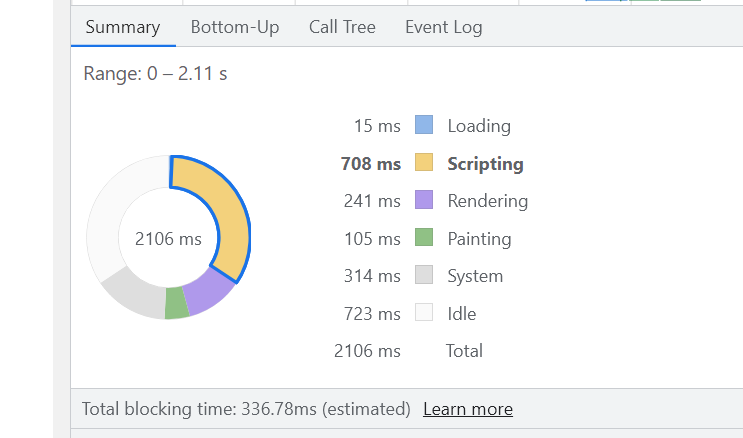 Summary Bottom-Up Call Tree Event Log
Range: 0 – 2.11 s
15 ms Loading
708 ms Scripting
241 ms Rendering
2106 ms
105 ms Painting
314 ms System
723 ms Idle
2106 ms Total
Total blocking time: 336.78ms (estimated) Learn more